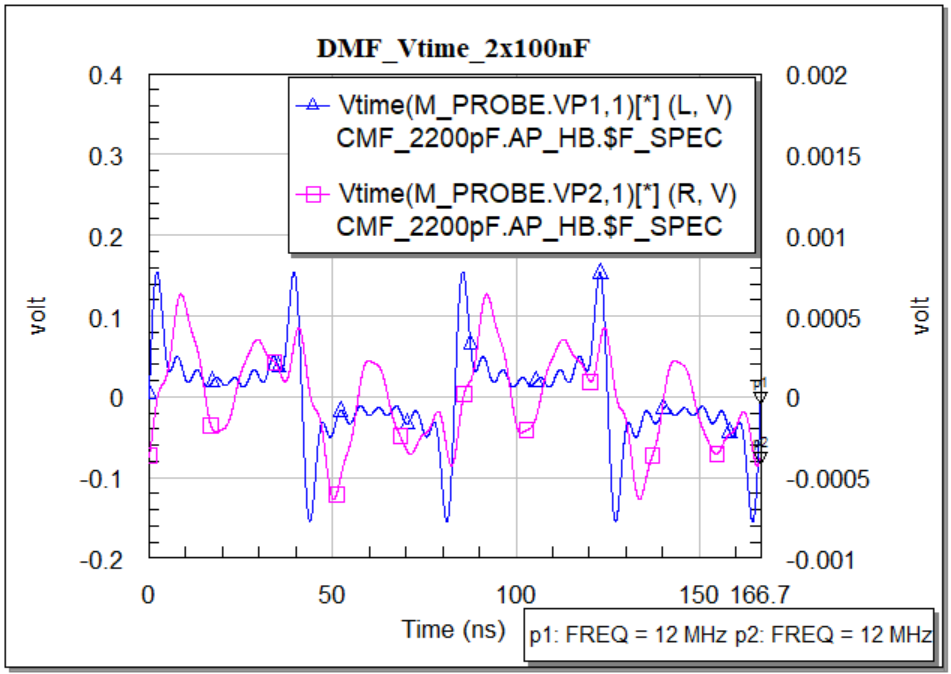 DMF_Vtime_2x100nF
0.4
0.3
0.2
0.1
0
-0.1
-0.2
volt
Vtime(M_PROBE.VP1,1)[*] (L, V)
CMF_2200pF.AP_HB.$F_SPEC
Vtime(M_PROBE.VP2,1)[*] (R, V)
CMF_2200pF.AP_HB.$F_SPEC
0.002
0.0015
0.001
0.0005
0
-0.0005
-0.001
volt
0
50
100
150
166.7
Time (ns)
p1: FREQ = 12 MHz p2: FREQ = 12 MHz